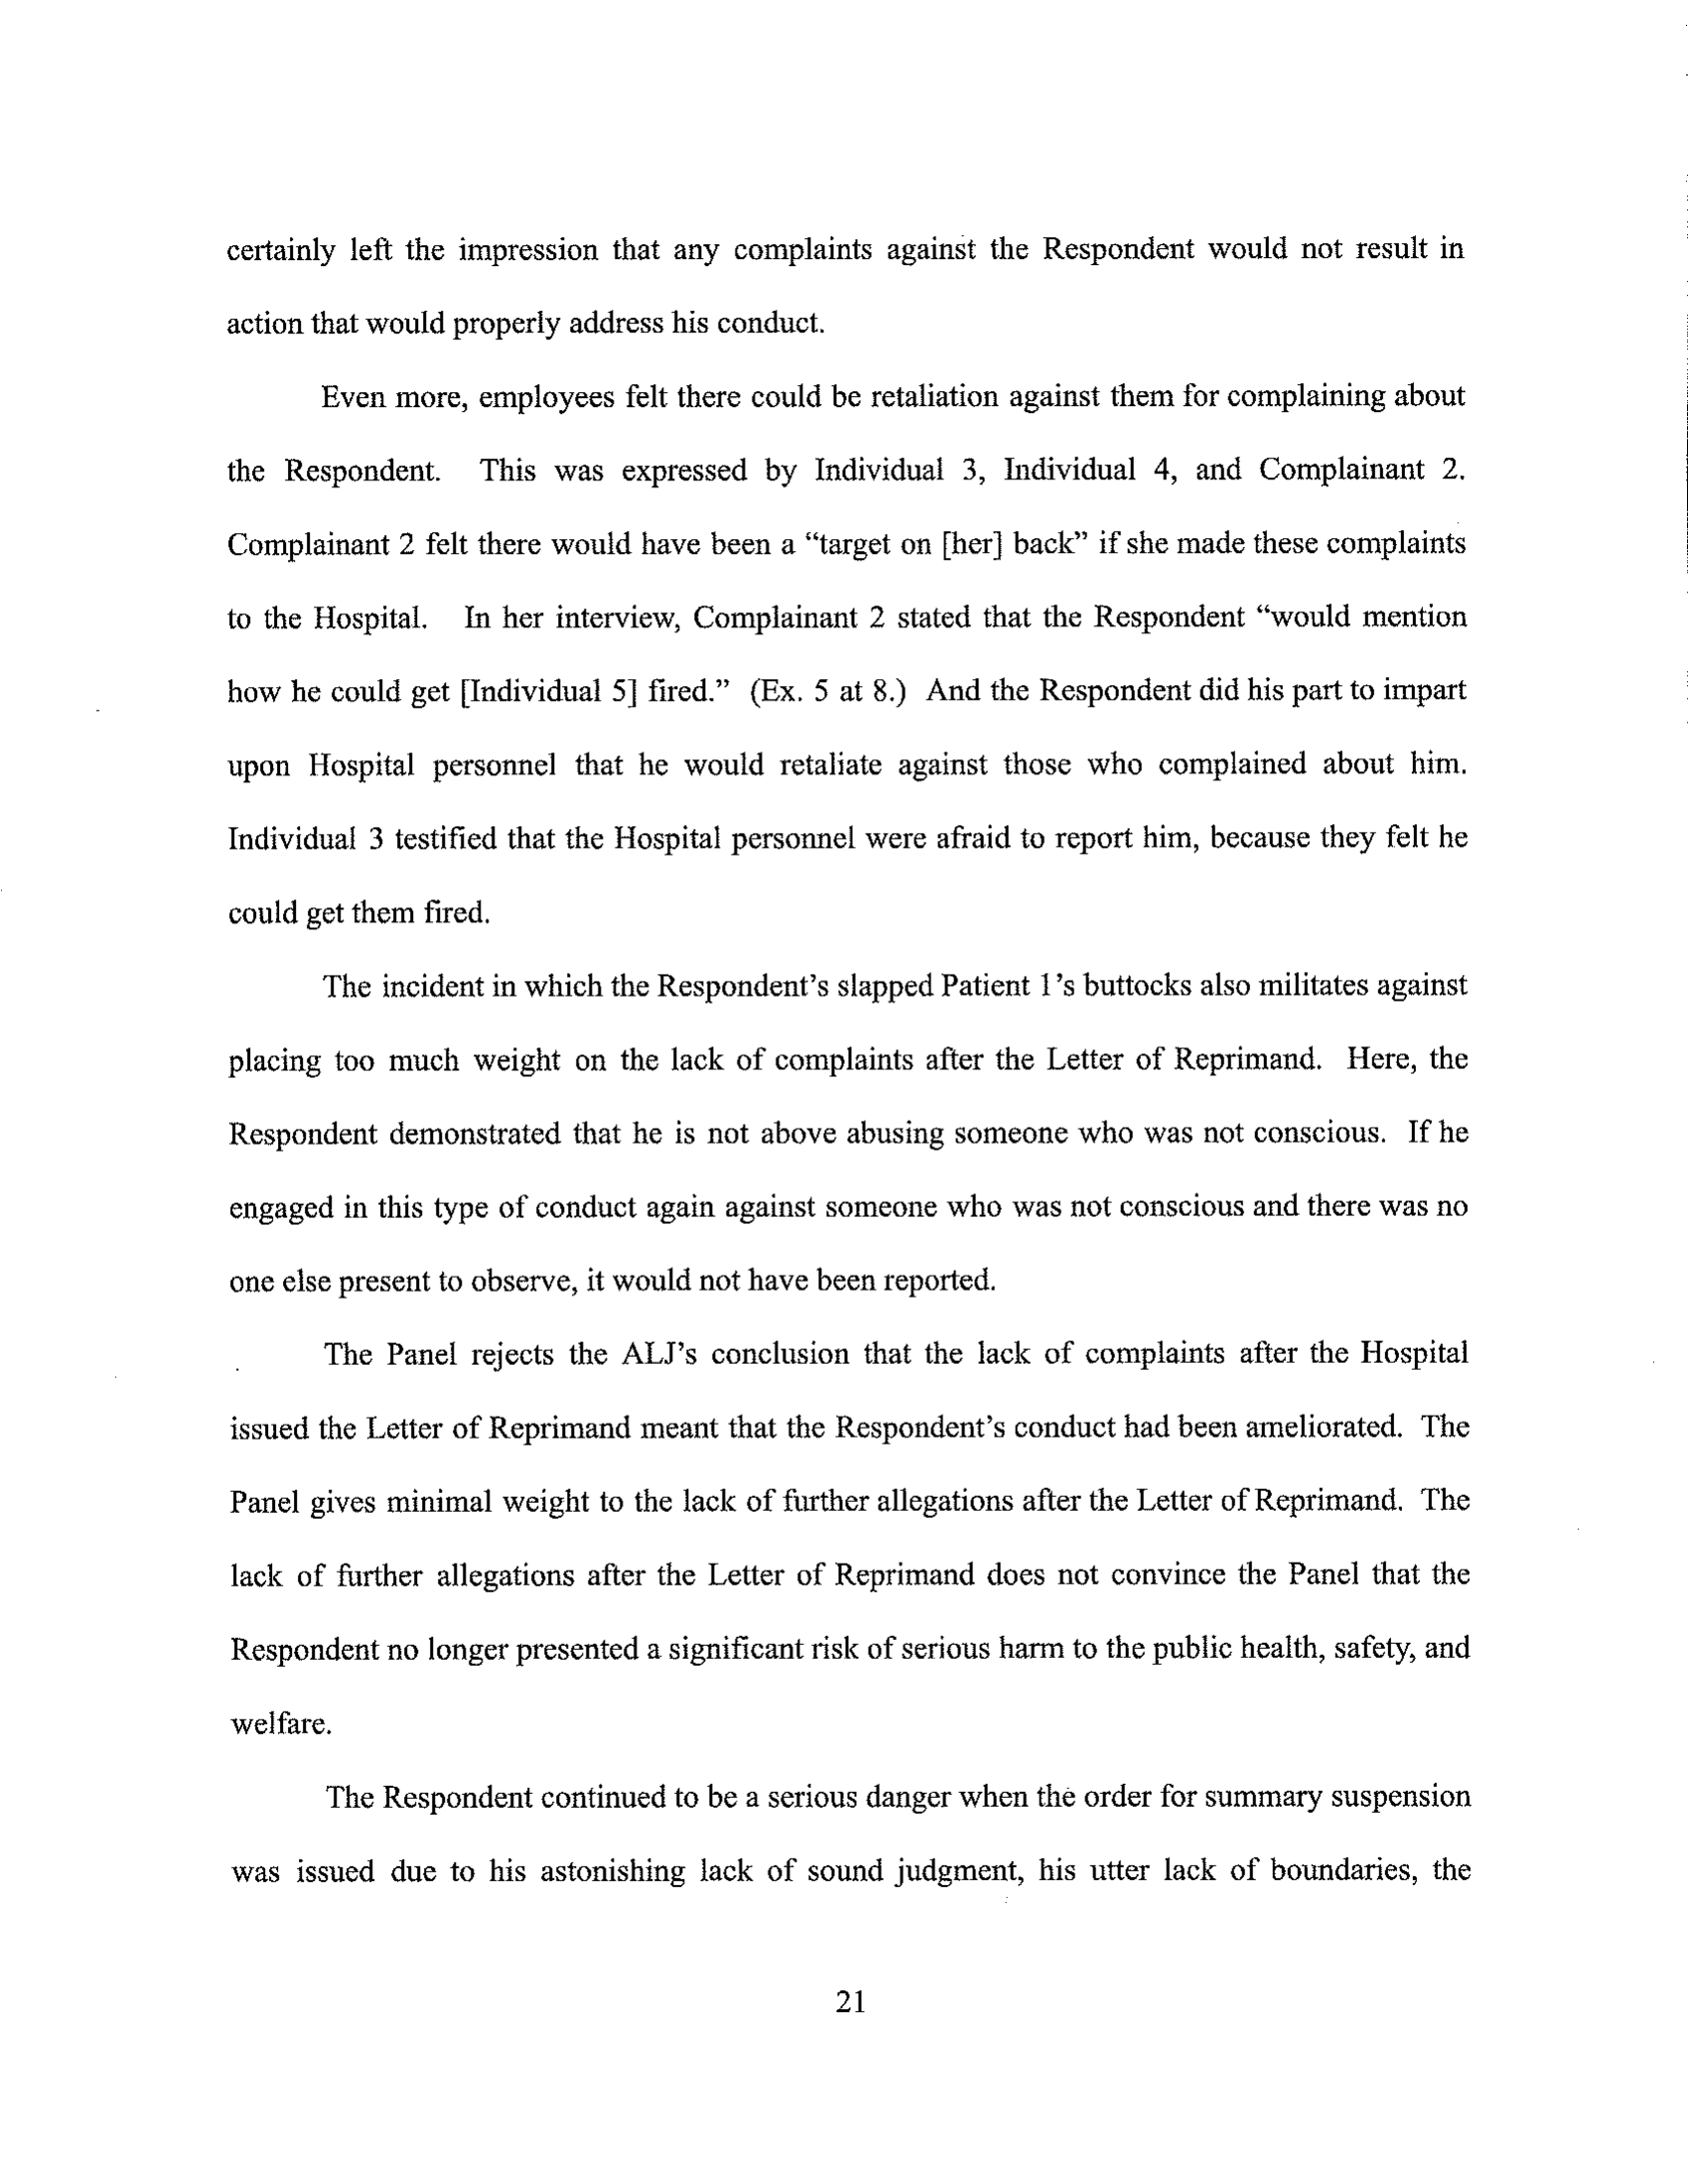 certainly left the impression that any complaints against the Respondent would not result in
action that would properly address his conduct.
Even more, employees felt there could be retaliation against them for complaining about
the Respondent. This was expressed by Individual 3, Individual 4, and Complainant 2.
Complainant 2 felt there would have been a “target on [her] back” if she made these complaints
to the Hospital. In her interview, Complainant 2 stated that the Respondent “would mention
how he could get [Individual 5] fired.” (Ex. 5 at 8.) And the Respondent did his part to impart
upon Hospital personnel that he would retaliate against those who complained about him.
Individual 3 testified that the Hospital personnel were afraid to report him, because they felt he
could get them fired.
The incident in which the Respondent’s slapped Patient 1’s buttocks also militates against
placing too much weight on the lack of complaints after the Letter of Reprimand. Here, the
Respondent demonstrated that he is not above abusing someone who was not conscious. If he
engaged in this type of conduct again against someone who was not conscious and there was no
one else present to observe, it would not have been reported.
The Panel rejects the ALJ’s conclusion that the lack of complaints after the Hospital
issued the Letter of Reprimand meant that the Respondent’s conduct had been ameliorated. The
Panel gives minimal weight to the lack of further allegations after the Letter of Reprimand. The
lack of further allegations after the Letter of Reprimand does not convince the Panel that the
Respondent no longer presented a significant risk of serious harm to the public health, safety, and
welfare.
The Respondent continued to be a serious danger when the order for summary suspension
was issued due to his astonishing lack of sound judgment, his utter lack of boundaries, the
21